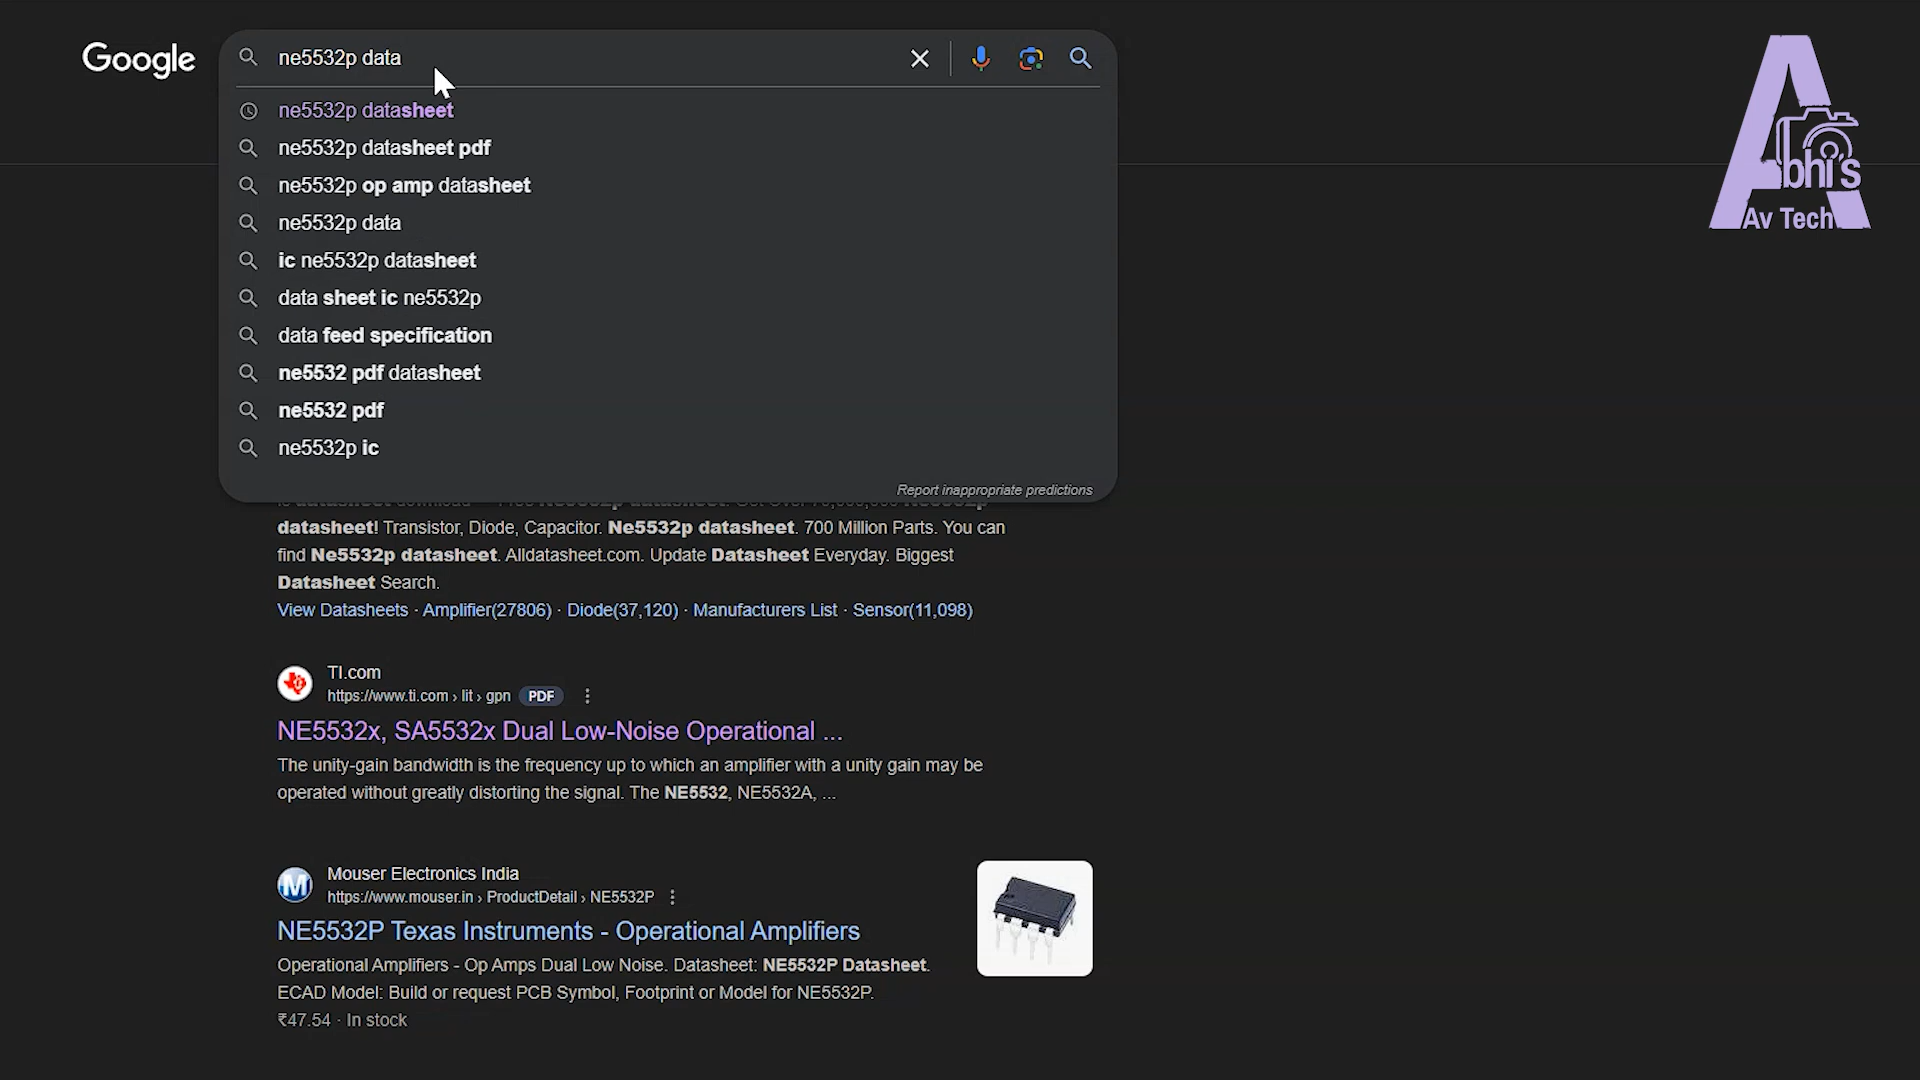 Google
ne5532p data
ne5532p datasheet
ne5532p datasheet pdf
ne5532p op amp datasheet
ne5532p data
ic ne5532p datasheet
data sheet ic ne5532p
data feed specification
ne5532 pdf datasheet
ne5532 pdf
ne5532p ic
Report inappropriate predictions
datasheet! Transistor, Diode, Capacitor. Ne5532p datasheet. 700 Million Parts. You can
find Ne5532p datasheet. Alldatasheet.com. Update Datasheet Everyday. Biggest
Datasheet Search.
View Datasheets · Amplifier(27806) · Diode(37,120) · Manufacturers List · Sensor(11,098)
TI.com
https://www.ti.com › lit › gpn PDF
NE5532x, SA5532x Dual Low-Noise Operational ...
The unity-gain bandwidth is the frequency up to which an amplifier with a unity gain may be
operated without greatly distorting the signal. The NE5532, NE5532A, ...
Mouser Electronics India
https://www.mouser.in › ProductDetail › NE5532P
NE5532P Texas Instruments - Operational Amplifiers
Operational Amplifiers - Op Amps Dual Low Noise. Datasheet: NE5532P Datasheet.
ECAD Model: Build or request PCB Symbol, Footprint or Model for NE5532P.
₹47.54 · In stock
Abhi's
Av Tech